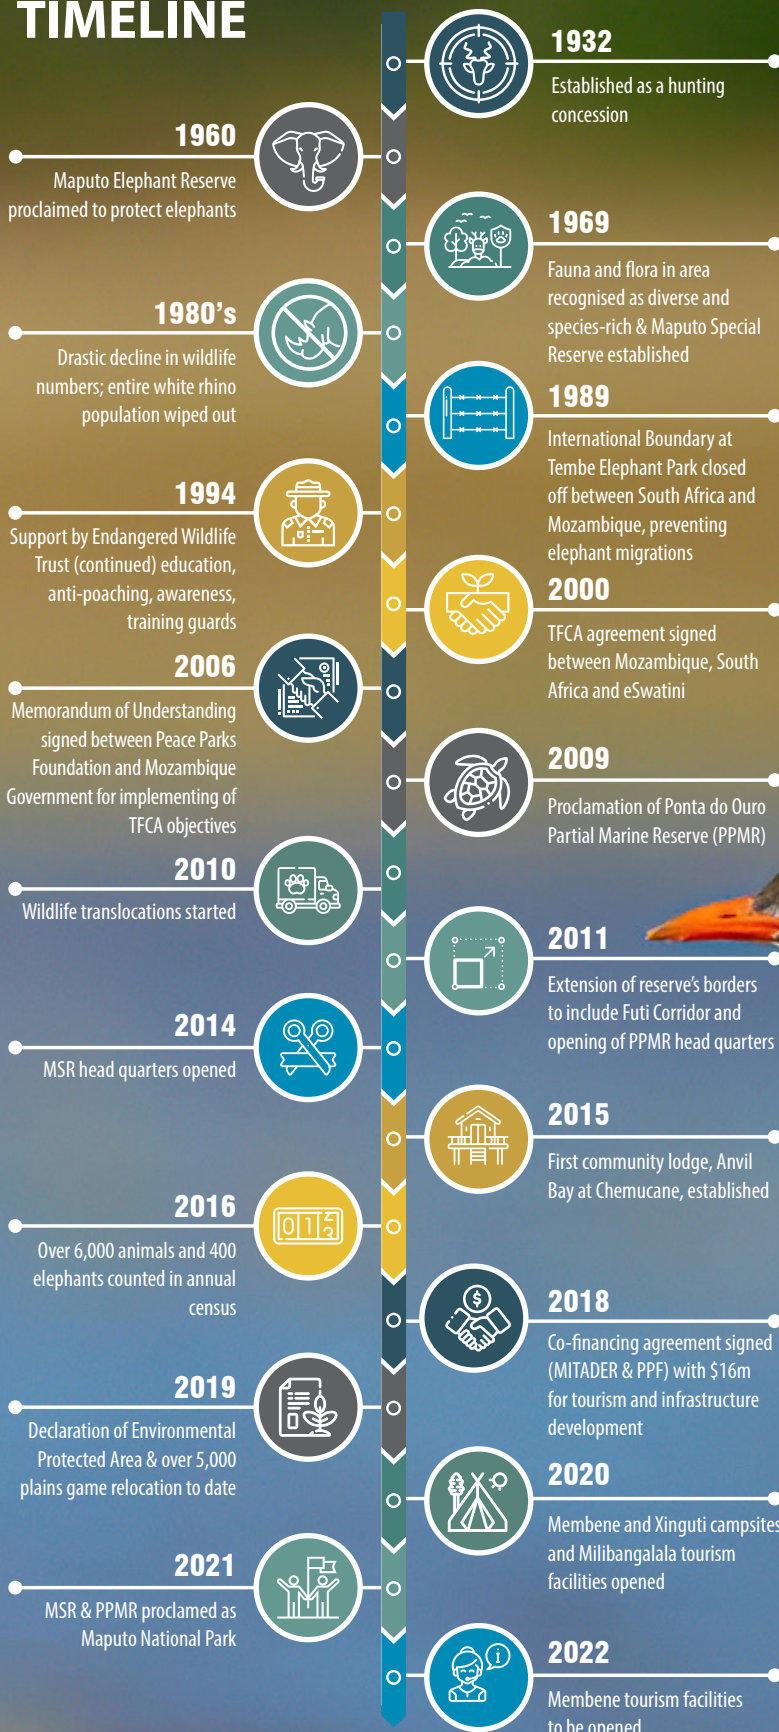 TIMELINE
1932
Established as a hunting
concession
1960
Maputo Elephant Reserve
proclaimed to protect elephants
1969
Fauna and flora in area
recognised as diverse and
species-rich & Maputo Special
Reserve established
1980's
Drastic decline in wildlife
numbers; entire white rhino
population wiped out
1989
International Boundary at
Tembe Elephant Park closed
off between South Africa and
Mozambique, preventing
elephant migrations
1994
Support by Endangered Wildlife
Trust (continued) education,
anti-poaching, awareness,
training guards
2000
TFCA agreement signed
between Mozambique, South
Africa and eSwatini
2006
Memorandum of Understanding
signed between Peace Parks
Foundation and Mozambique
Government for implementing of
TFCA objectives
2009
Proclamation of Ponta do Ouro
Partial Marine Reserve (PPMR)
2010
Wildlife translocations started
2011
Extension of reserve's borders
to include Futi Corridor and
opening of PPMR head quarters
2014
MSR head quarters opened
2015
First community lodge, Anvil
Bay at Chemucane, established
2016
Over 6,000 animals and 400
elephants counted in annual
census
013
2018
$
Co-financing agreement signed
(MITADER & PPF) with $16m
for tourism and infrastructure
development
2019
Declaration of Environmental
Protected Area & over 5,000
plains game relocation to date
2020
Membene and Xinguti campsites
and Milibangalala tourism
facilities opened
2021
MSR & PPMR proclamed as
Maputo National Park
2022
i
Membene tourism facilities
to be opened